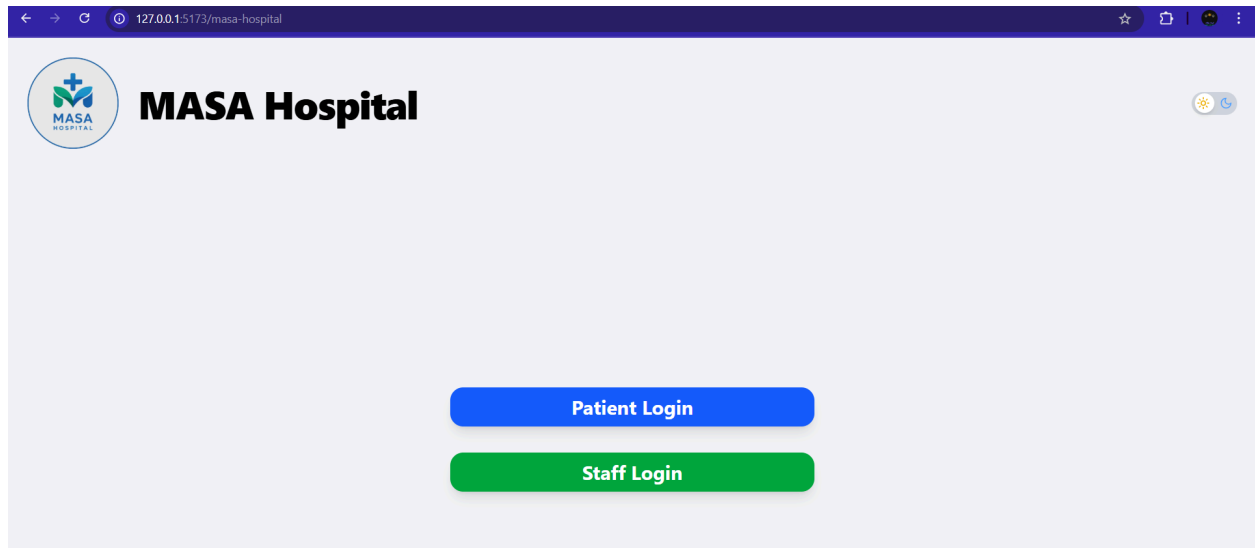 127.0.0.1:5173/masa-hospital
MASA
HOSPITAL
MASA Hospital
Patient Login
Staff Login